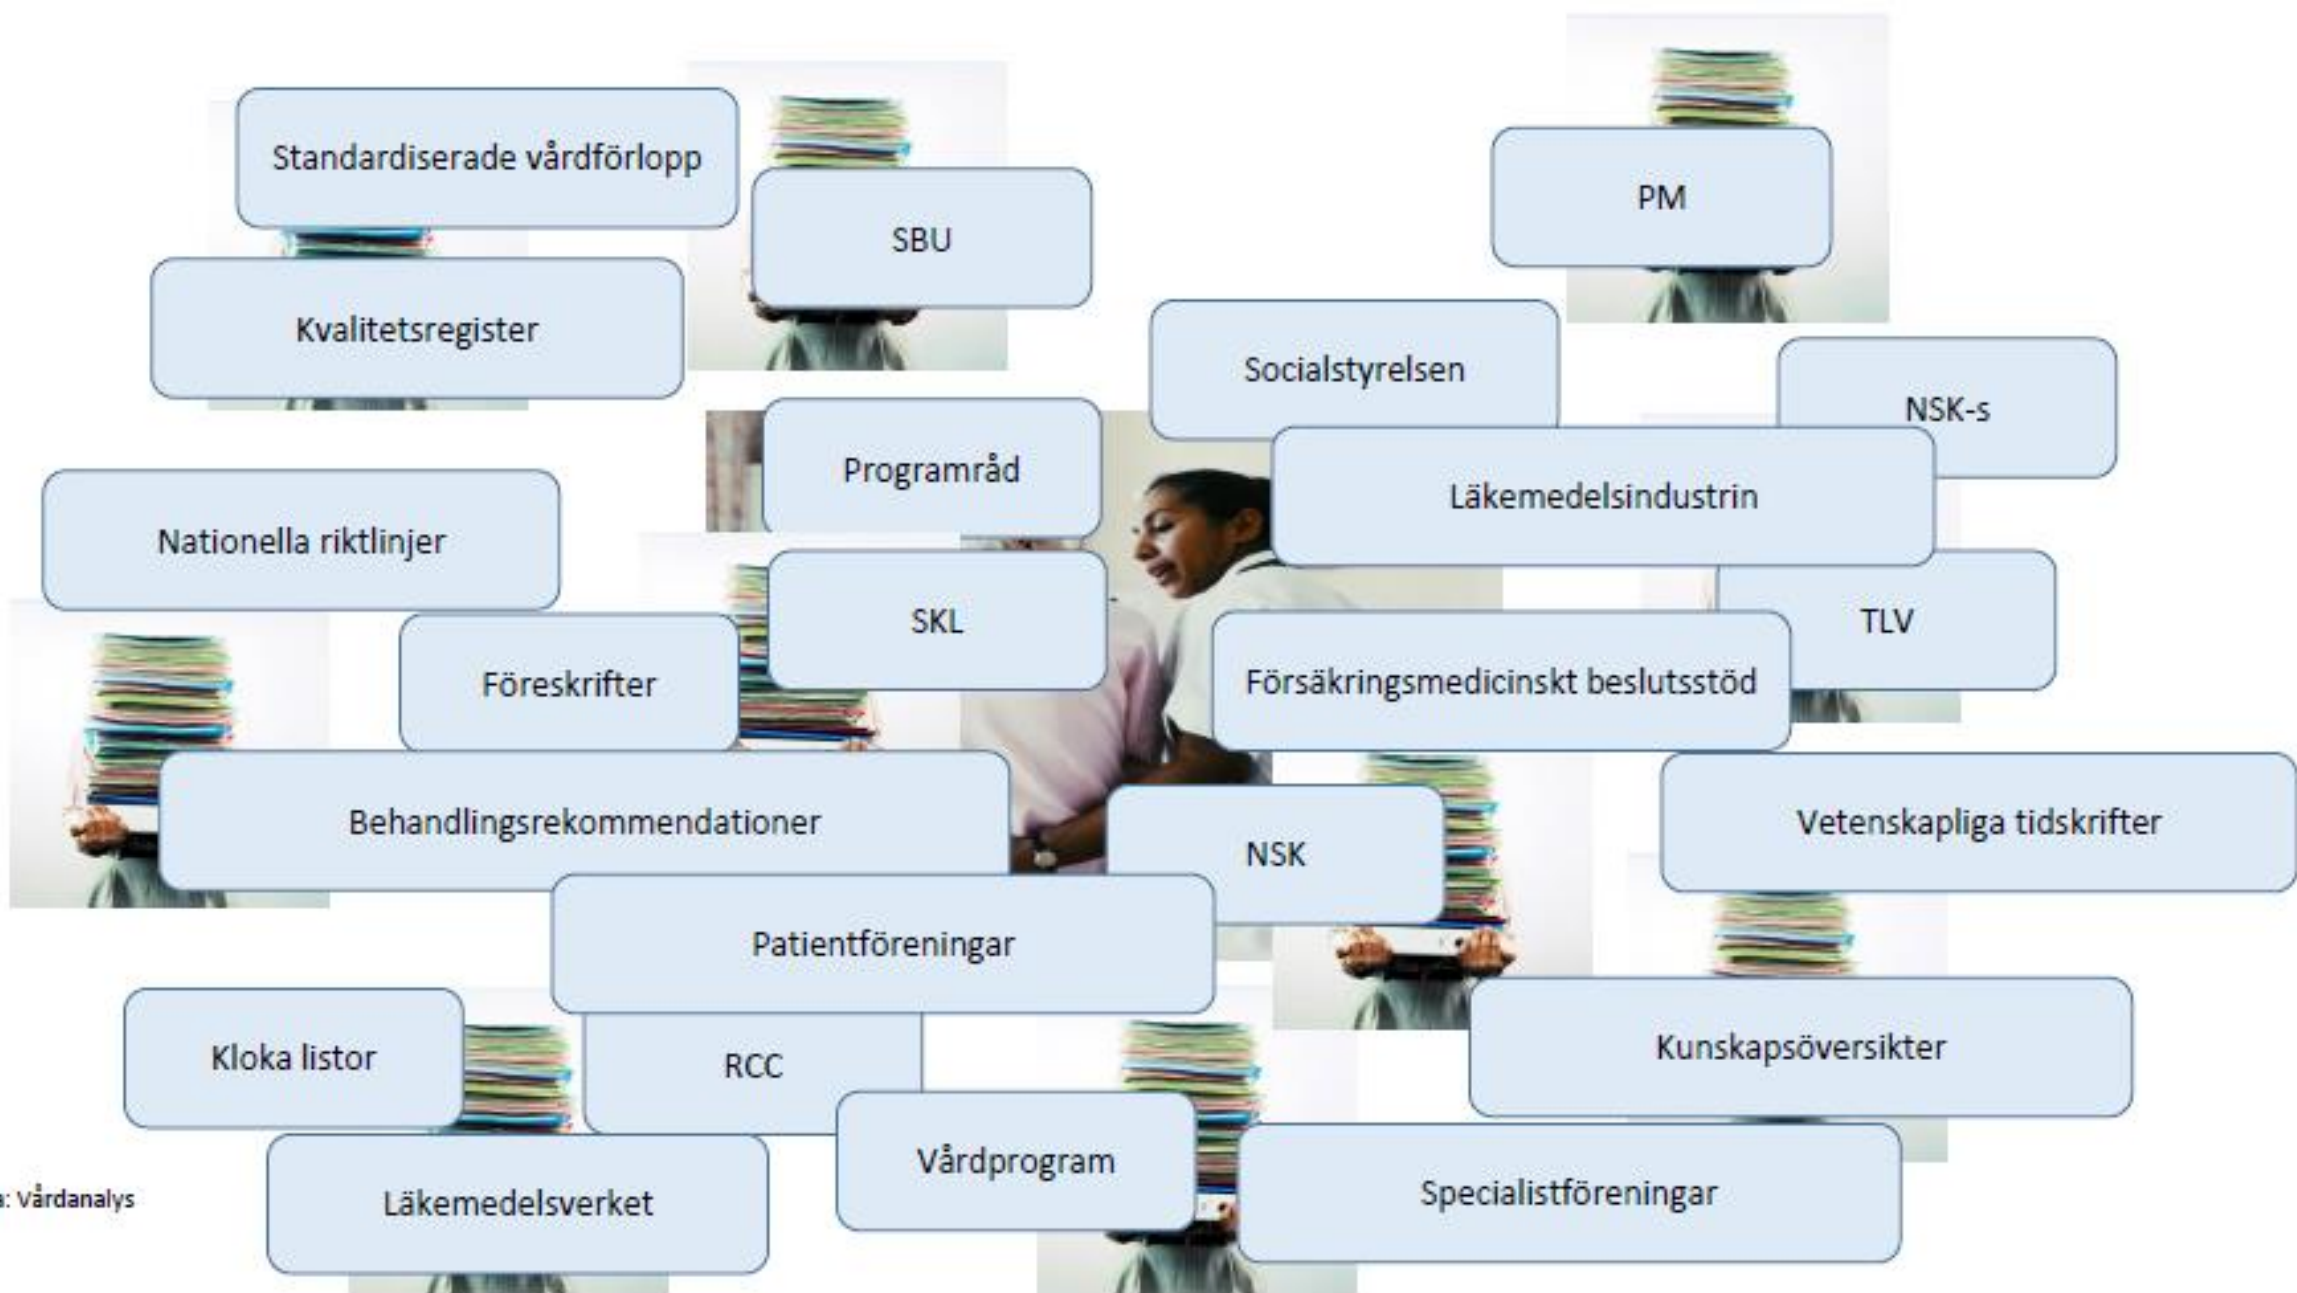 Standardiserade vårdförlopp
PM
SBU
Kvalitetsregister
Socialstyrelsen
NSK-s
Programråd
Läkemedelsindustrin
Nationella riktlinjer
SKL
TLV
Föreskrifter
Försäkringsmedicinskt beslutsstöd
Behandlingsrekommendationer
Vetenskapliga tidskrifter
NSK
Patientföreningar
Kloka listor
RCC
Kunskapsöversikter
Vårdprogram
Specialistföreningar
Läkemedelsverket
a: Vårdanalys